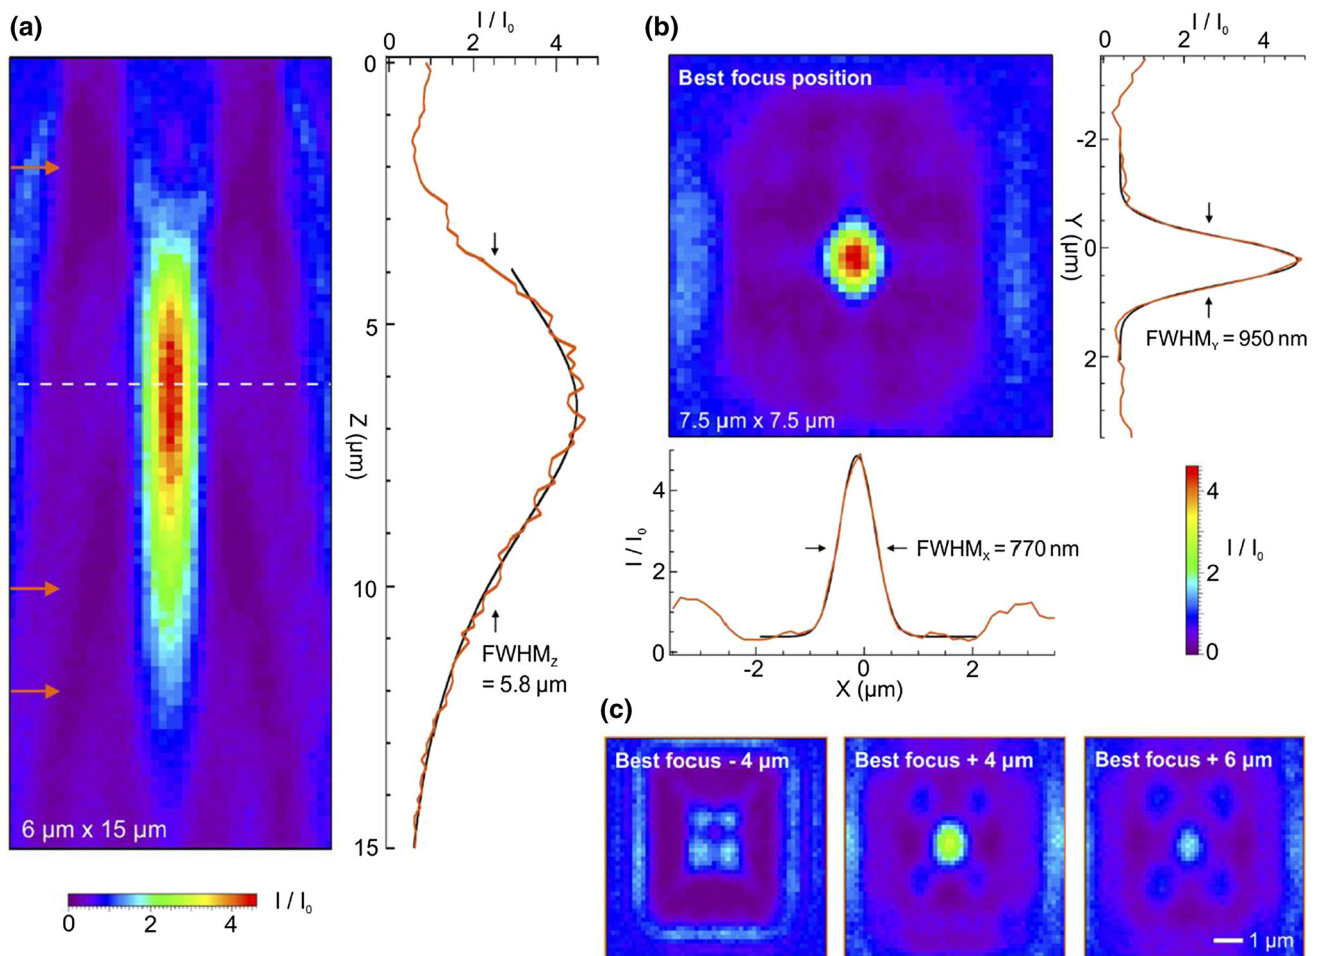 (a)
I / I0
0 2 4
0
5
10
15
Z (μm)
FWHMZ
= 5.8 μm
6 μm x 15 μm
0 2 4
I / I0
(b)
Best focus position
7.5 μm x 7.5 μm
I / I0
0 2 4
-2
0
2
Y (μm)
FWHMY = 950 nm
I / I0
4
2
0
-2 0 2
X (μm)
FWHMX = 770 nm
4
2
0
I / I0
(c)
Best focus - 4 μm
Best focus + 4 μm
Best focus + 6 μm
1 μm